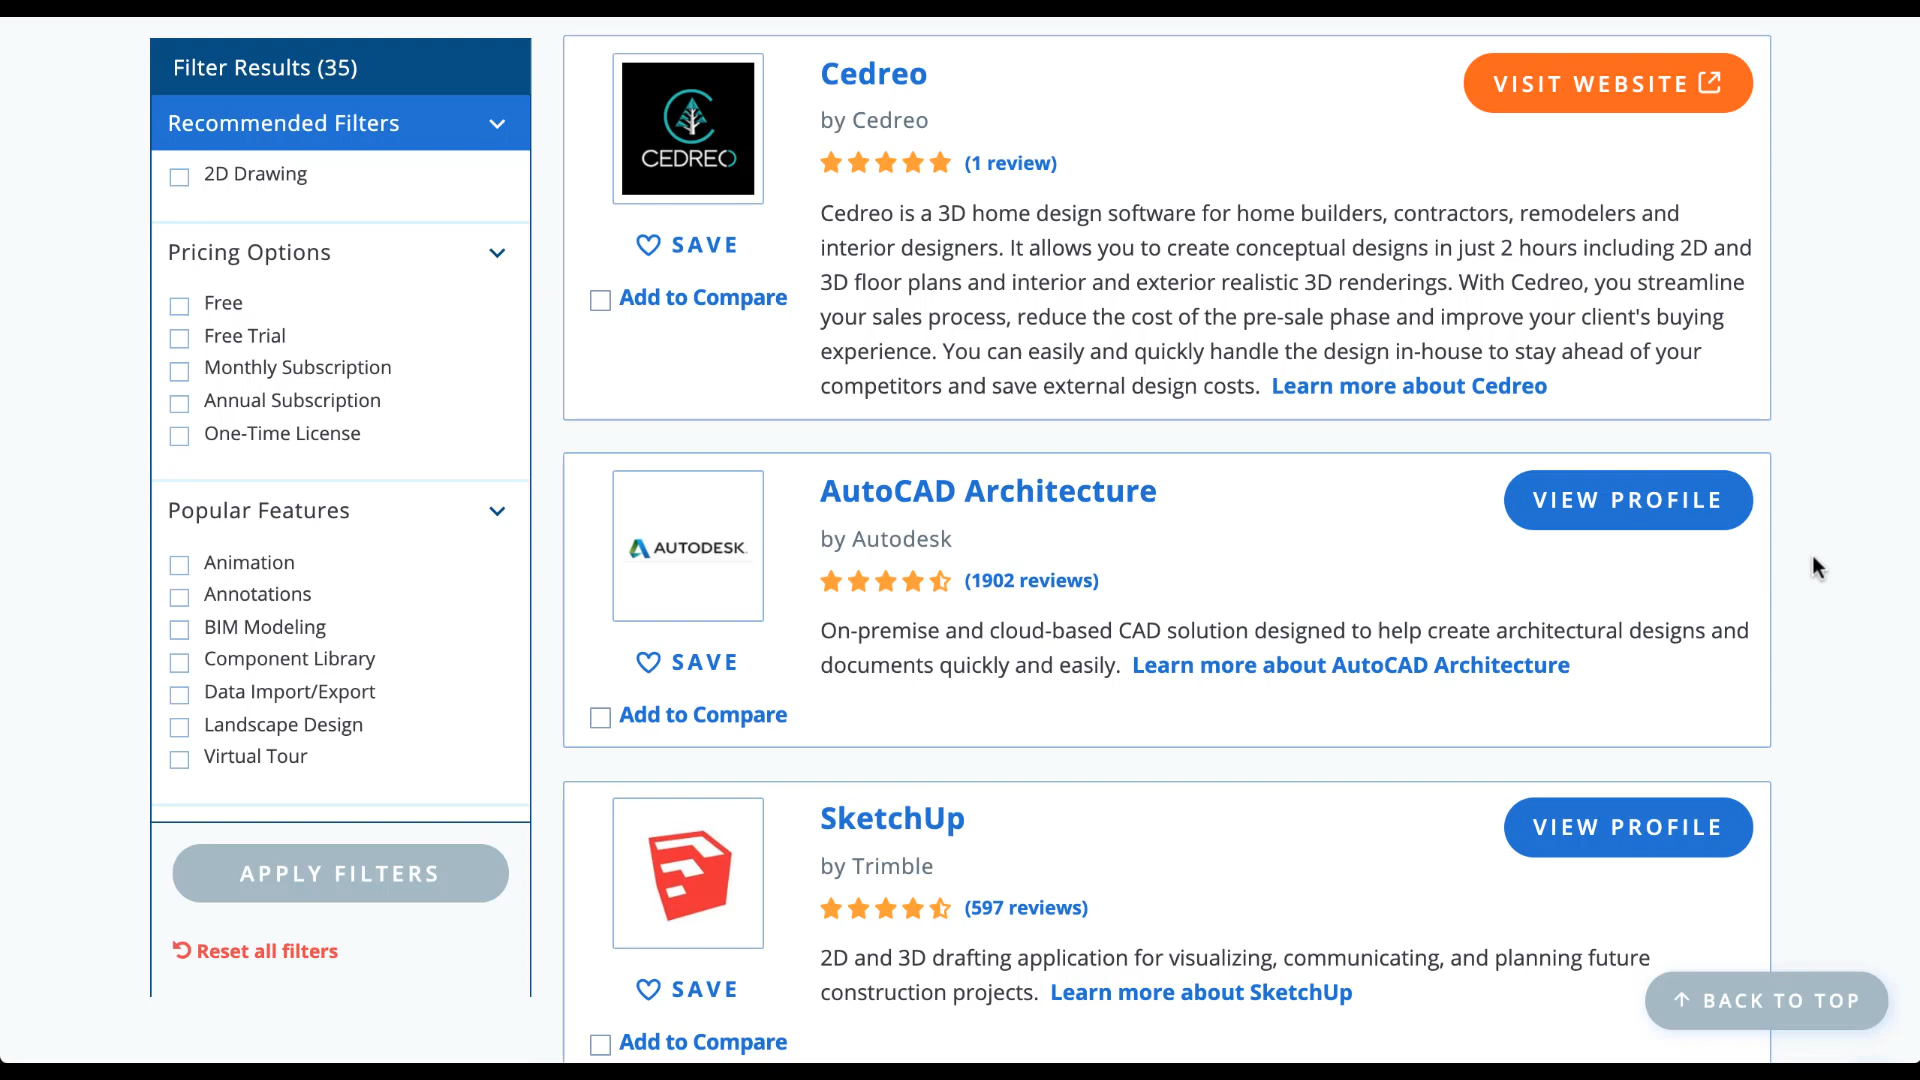 Filter Results (35)
Recommended Filters
2D Drawing
Pricing Options
Free
Free Trial
Monthly Subscription
Annual Subscription
One-Time License
Popular Features
Animation
Annotations
BIM Modeling
Component Library
Data Import/Export
Landscape Design
Virtual Tour
APPLY FILTERS
Reset all filters
CEDREO
SAVE
Add to Compare
Cedreo
by Cedreo
(1 review)
VISIT WEBSITE
Cedreo is a 3D home design software for home builders, contractors, remodelers and
interior designers. It allows you to create conceptual designs in just 2 hours including 2D and
3D floor plans and interior and exterior realistic 3D renderings. With Cedreo, you streamline
your sales process, reduce the cost of the pre-sale phase and improve your client's buying
experience. You can easily and quickly handle the design in-house to stay ahead of your
competitors and save external design costs. Learn more about Cedreo
AUTODESK
SAVE
Add to Compare
AutoCAD Architecture
by Autodesk
(1902 reviews)
VIEW PROFILE
On-premise and cloud-based CAD solution designed to help create architectural designs and
documents quickly and easily. Learn more about AutoCAD Architecture
SAVE
Add to Compare
SketchUp
by Trimble
(597 reviews)
VIEW PROFILE
2D and 3D drafting application for visualizing, communicating, and planning future
construction projects. Learn more about SketchUp
BACK TO TOP